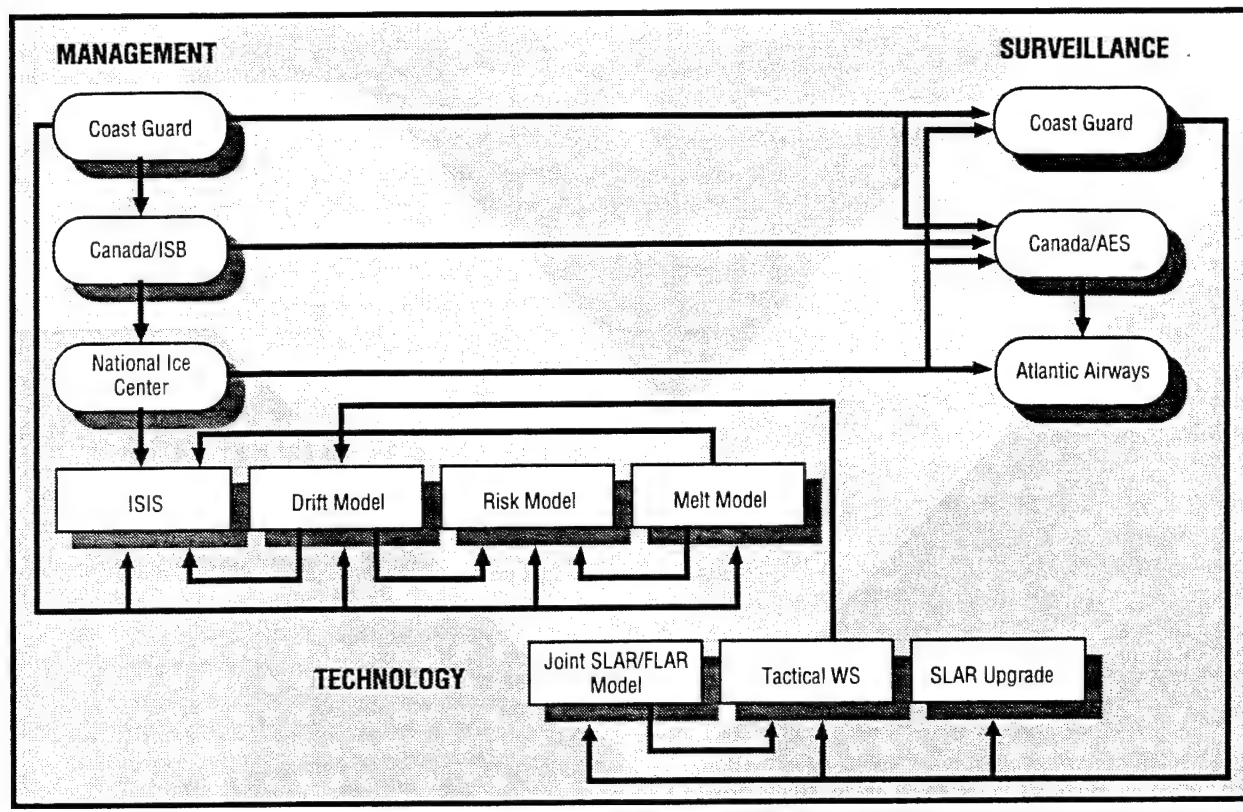 MANAGEMENT
SURVEILLANCE
Coast Guard
Coast Guard
Canada/ISB
Canada/AES
National Ice
Center
Atlantic Airways
ISIS
Drift Model
Risk Model
Melt Model
TECHNOLOGY
Joint SLAR/FLAR
Model
Tactical WS
SLAR Upgrade